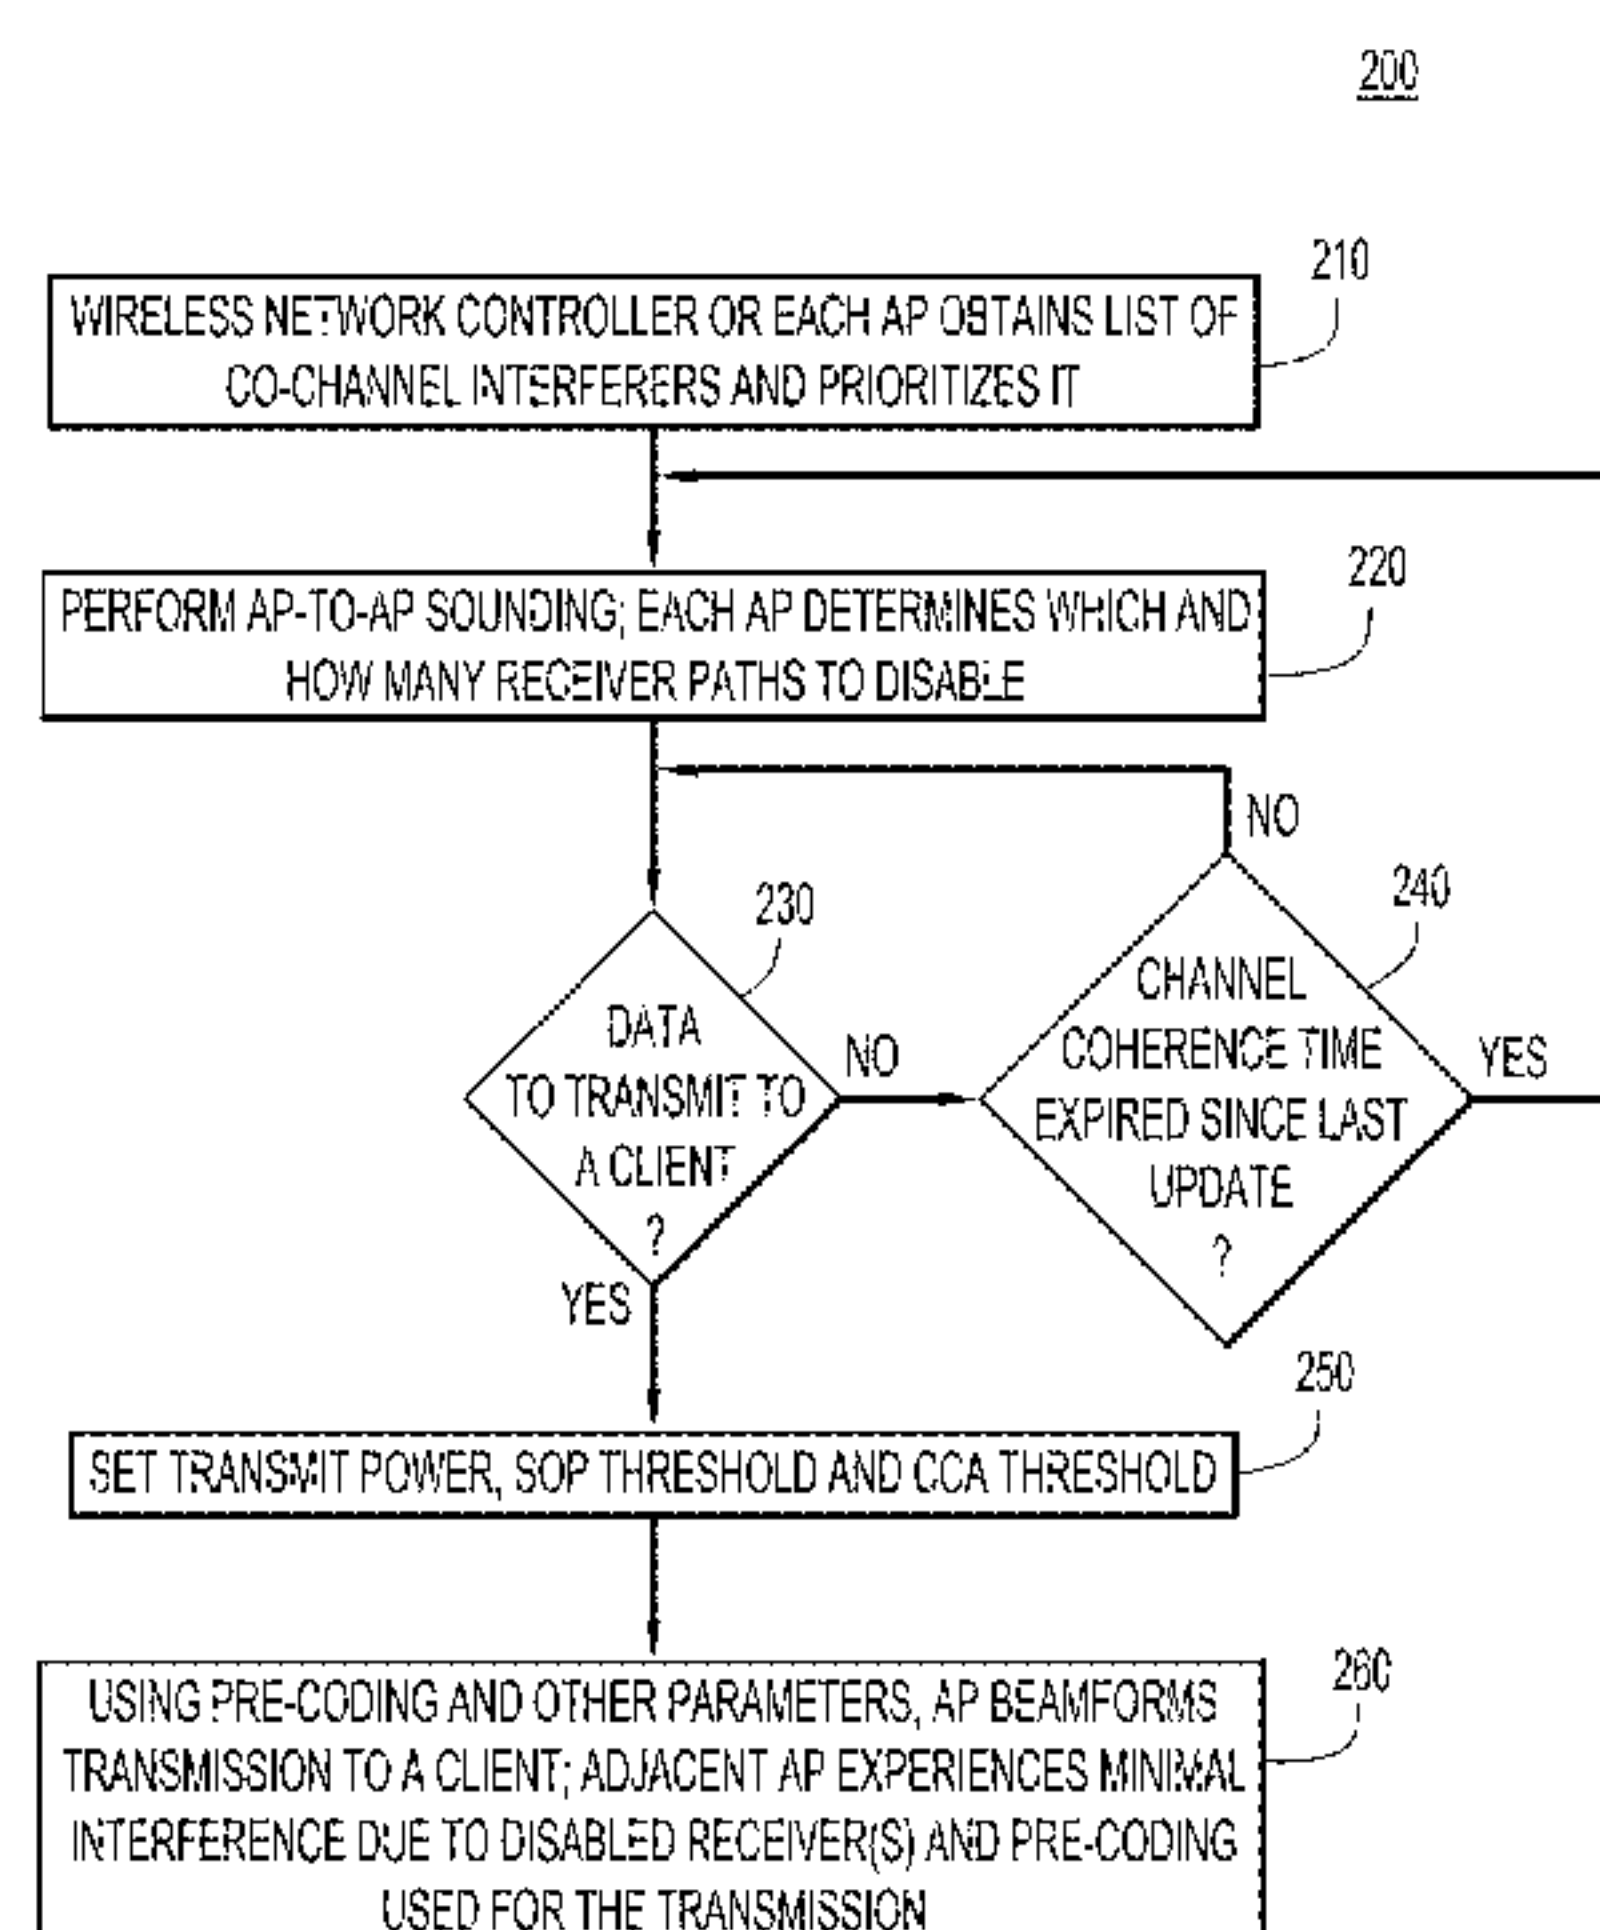 200
210
WIRELESS NETWORK CONTROLLER OR EACH AP OBTAINS LIST OF
CO-CHANNEL INTERFERERS AND PRIORITIZES IT
220
PERFORM AP-TO-AP SOUNDING; EACH AP DETERMINES WHICH AND
HOW MANY RECEIVER PATHS TO DISABLE
NO
230
240
DATA
TO TRANSMIT TO
A CLIENT
?
NO
CHANNEL
COHERENCE TIME
EXPIRED SINCE LAST
UPDATE
?
YES
YES
250
SET TRANSMIT POWER, SOP THRESHOLD AND CCA THRESHOLD
260
USING PRE-CODING AND OTHER PARAMETERS, AP BEAMFORMS
TRANSMISSION TO A CLIENT; ADJACENT AP EXPERIENCES MINIMAL
INTERFERENCE DUE TO DISABLED RECEIVER(S) AND PRE-CODING
USED FOR THE TRANSMISSION